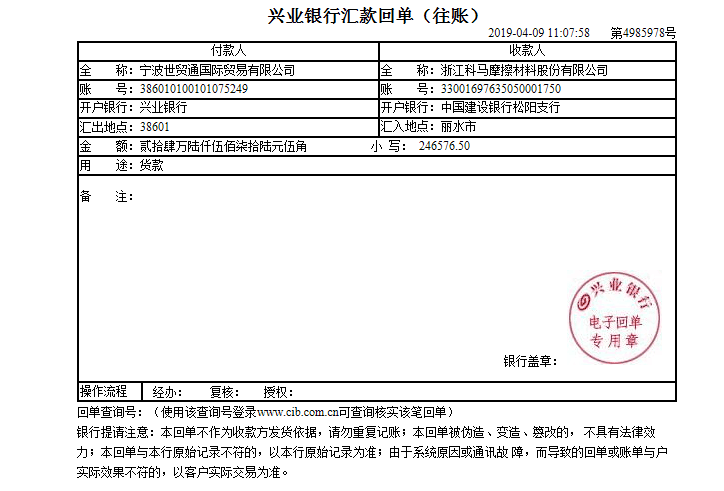 兴业银行汇款回单（往账）
2019-04-09 11:07:58 第4985978号
付款人 收款人
全 称：宁波世贸通国际贸易有限公司 全 称：浙江科马摩擦材料股份有限公司
账 号：386010100101075249 账 号：33001697635050001750
开户银行：兴业银行 开户银行：中国建设银行松阳支行
汇出地点：38601 汇入地点：丽水市
金 额：贰拾肆万陆仟伍佰柒拾陆元伍角 小 写： 246576.50
用 途：货款
备 注：
兴业银行
电子回单
专用章
银行盖章：
操作流程 经办： 复核： 授权：
回单查询号：（使用该查询号登录www.cib.com.cn可查询核实该笔回单）
银行提请注意：本回单不作为收款方发货依据，请勿重复记账；本回单被伪造、变造、篡改的， 不具有法律效
力；本回单与本行原始记录不符的，以本行原始记录为准；由于系统原因或通讯故 障，而导致的回单或账单与户
实际效果不符的，以客户实际交易为准。